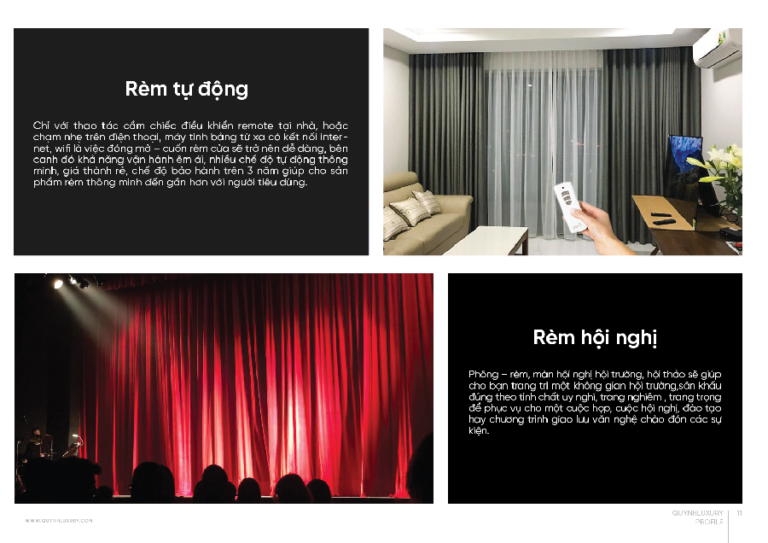 Rèm tự động
Chỉ với thao tác cầm chiếc điều khiển remote tại nhà, hoặc
chạm nhẹ trên điện thoại, máy tính bảng từ xa có kết nối inter-
net, wifi là việc đóng mở – cuốn rèm cửa sẽ trở nên dễ dàng, bên
cạnh đó khả năng vận hành êm ái, nhiều chế độ tự động thông
minh, giá thành rẻ, chế độ bảo hành trên 3 năm giúp cho sản
phẩm rèm thông minh đến gần hơn với người tiêu dùng.
Rèm hội nghị
Phông – rèm, màn hội nghị hội trường, hội thảo sẽ giúp
cho bạn trang trí một không gian hội trường,sân khấu
đúng theo tính chất uy nghi, trang nghiêm , trang trọng
để phục vụ cho một cuộc họp, cuộc hội nghị, đào tạo
hay chương trình giao lưu văn nghệ chào đón các sự
kiện.
WWW.QUYNHLUXURY.COM
QUYNHLUXURY 11
PROFILE